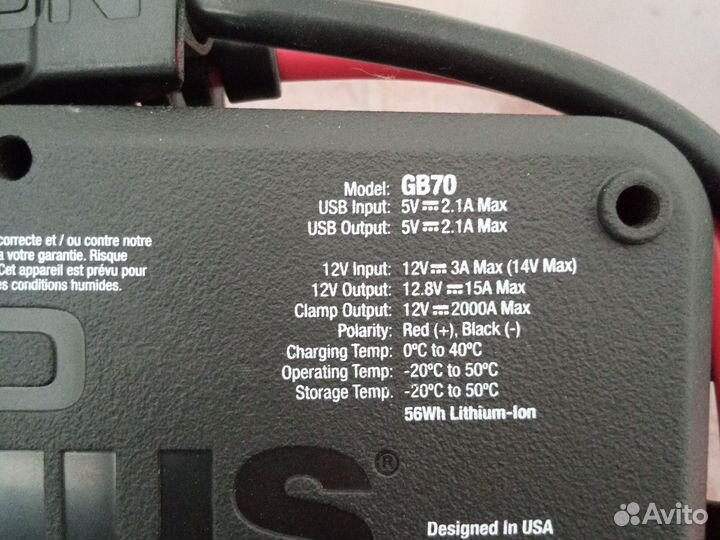 Model: GB70
USB Input: 5V⎓2.1A Max
USB Output: 5V⎓2.1A Max
correcte et / ou contre notre
a votre garantie. Risque
Cet appareil est prévu pour
es conditions humides.
12V Input: 12V⎓3A Max (14V Max)
12V Output: 12.8V⎓15A Max
Clamp Output: 12V⎓2000A Max
Polarity: Red (+), Black (-)
Charging Temp: 0ºC to 40ºC
Operating Temp: -20ºC to 50ºC
Storage Temp. -20ºC to 50ºC
56Wh Lithium-Ion
®
Designed in USA
Avito